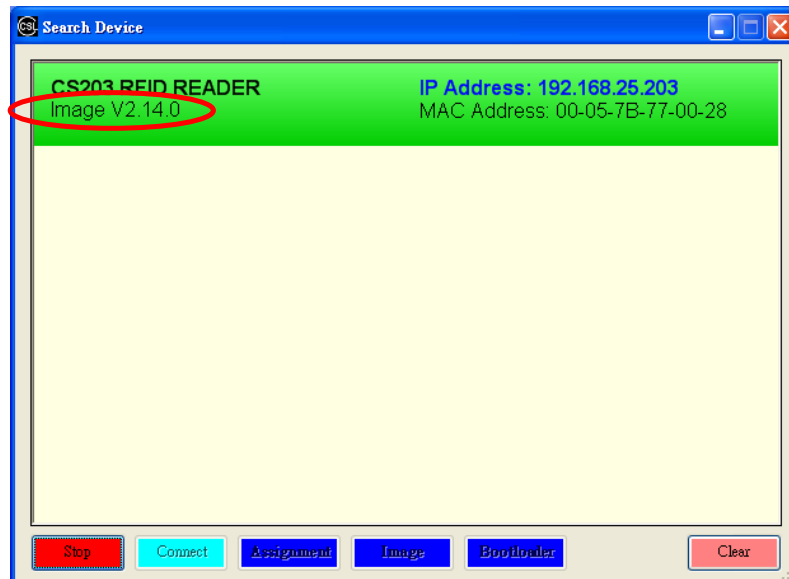 CSL Search Device
CS203 RFID READER IP Address: 192.168.25.203
Image V2.14.0 MAC Address: 00-05-7B-77-00-28
Stop Connect Assignment Image Bootloader Clear